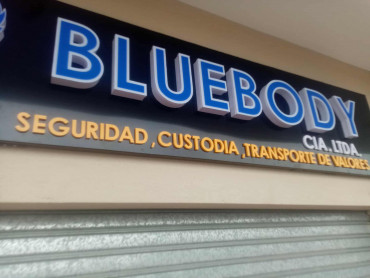 BLUEBODY
CIA. LTDA.
SEGURIDAD, CUSTODIA, TRANSPORTE DE VALORES